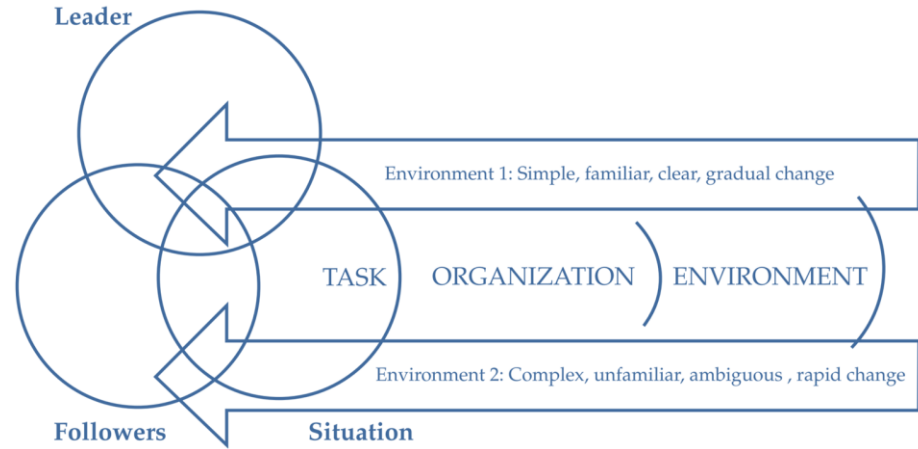 Leader
Environment 1: Simple, familiar, clear, gradual change
TASK ORGANIZATION ENVIRONMENT
Environment 2: Complex, unfamiliar, ambiguous , rapid change
Followers Situation